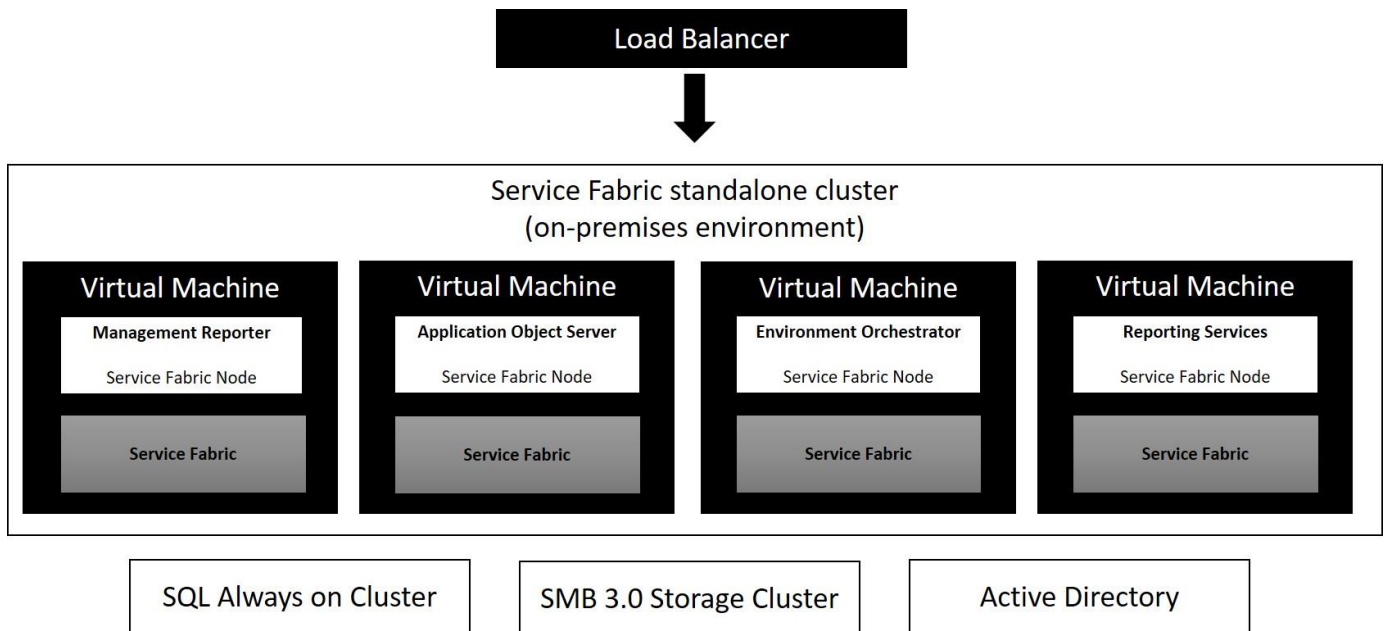 Load Balancer
Service Fabric standalone cluster
(on-premises environment)
Virtual Machine
Management Reporter
Service Fabric Node
Service Fabric
Virtual Machine
Application Object Server
Service Fabric Node
Service Fabric
Virtual Machine
Environment Orchestrator
Service Fabric Node
Service Fabric
Virtual Machine
Reporting Services
Service Fabric Node
Service Fabric
SQL Always on Cluster
SMB 3.0 Storage Cluster
Active Directory